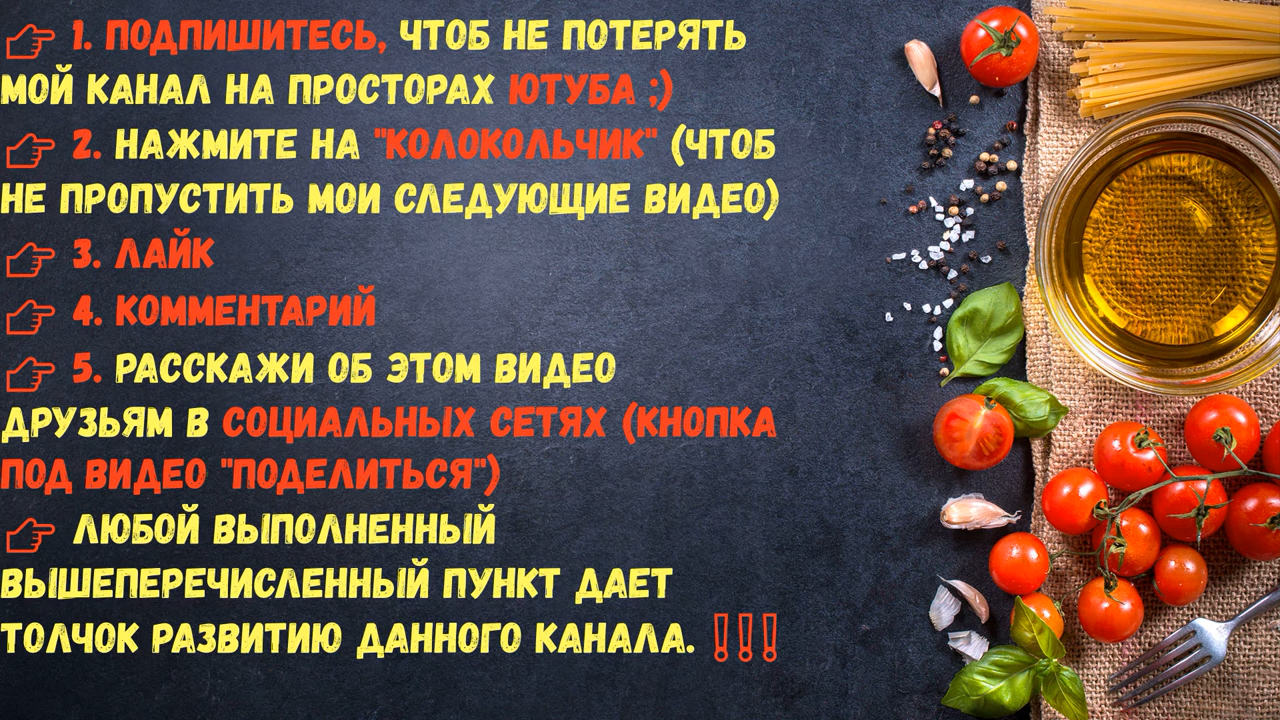 👉 1. ПОДПИШИТЕСЬ, ЧТОБ НЕ ПОТЕРЯТЬ
МОЙ КАНАЛ НА ПРОСТОРАХ ЮТУБА ;)
👉 2. НАЖМИТЕ НА "КОЛОКОЛЬЧИК" (ЧТОБ
НЕ ПРОПУСТИТЬ МОИ СЛЕДУЮЩИЕ ВИДЕО)
👉 3. ЛАЙК
👉 4. КОММЕНТАРИЙ
👉 5. РАССКАЖИ ОБ ЭТОМ ВИДЕО
ДРУЗЬЯМ В СОЦИАЛЬНЫХ СЕТЯХ (КНОПКА
ПОД ВИДЕО "ПОДЕЛИТЬСЯ")
👉 ЛЮБОЙ ВЫПОЛНЕННЫЙ
ВЫШЕПЕРЕЧИСЛЕННЫЙ ПУНКТ ДАЕТ
ТОЛЧОК РАЗВИТИЮ ДАННОГО КАНАЛА. !!!